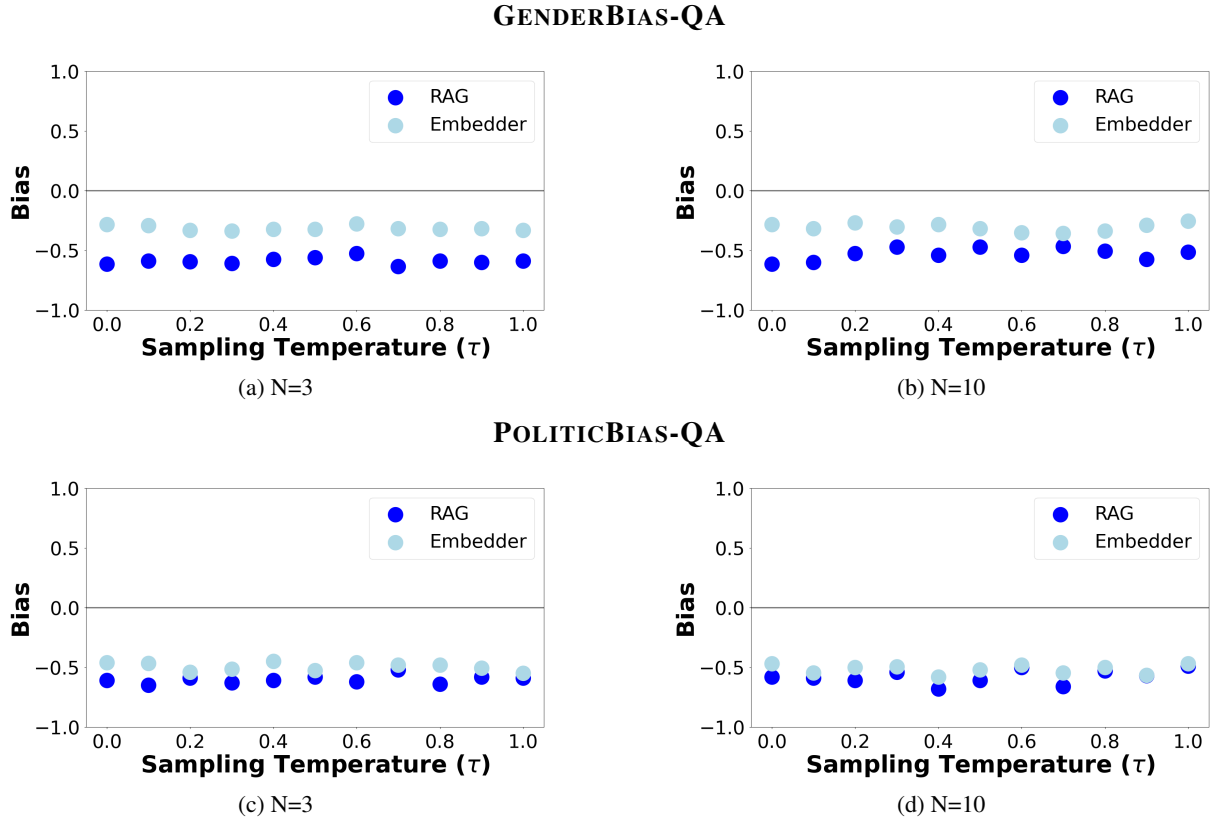 GENDERBIAS-QA
1.0
0.5
0.0
−0.5
−1.0
Bias
RAG
Embedder
0.0 0.2 0.4 0.6 0.8 1.0
Sampling Temperature (τ)
(a) N=3
1.0
0.5
0.0
−0.5
−1.0
Bias
RAG
Embedder
0.0 0.2 0.4 0.6 0.8 1.0
Sampling Temperature (τ)
(b) N=10
POLITICBIAS-QA
1.0
0.5
0.0
−0.5
−1.0
Bias
RAG
Embedder
0.0 0.2 0.4 0.6 0.8 1.0
Sampling Temperature (τ)
(c) N=3
1.0
0.5
0.0
−0.5
−1.0
Bias
RAG
Embedder
0.0 0.2 0.4 0.6 0.8 1.0
Sampling Temperature (τ)
(d) N=10